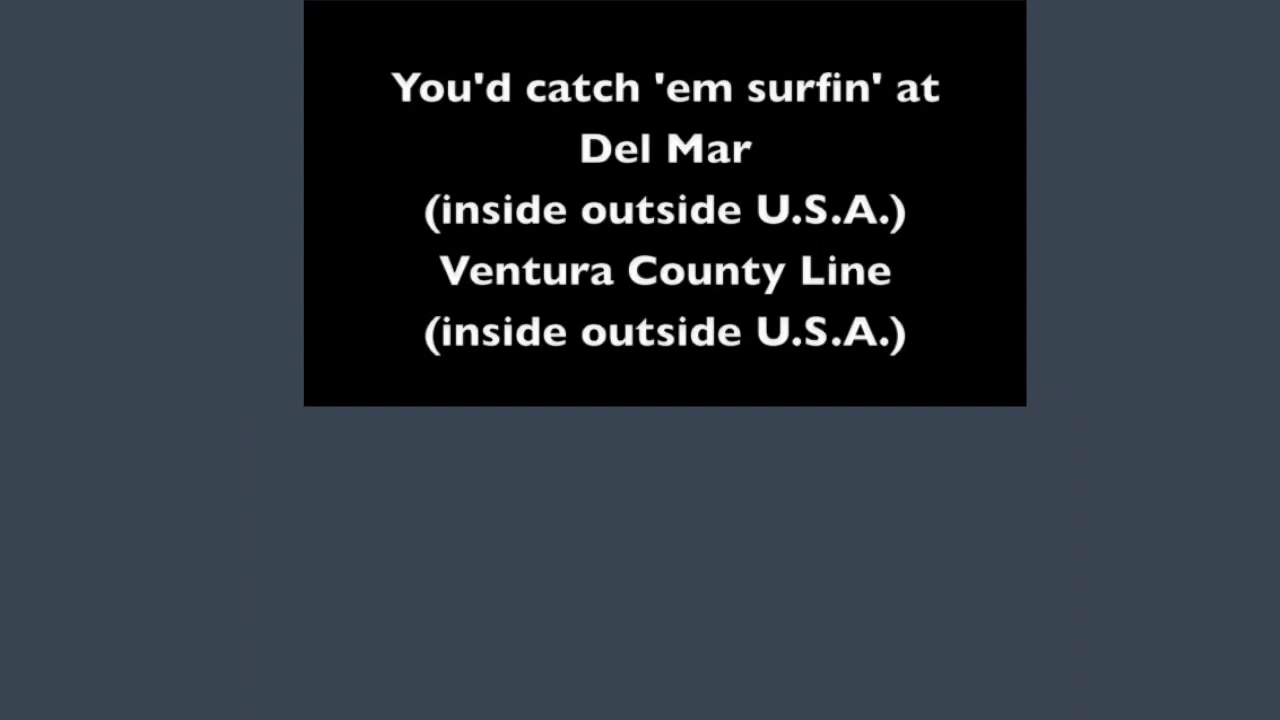 You'd catch 'em surfin' at
Del Mar
(inside outside U.S.A.)
Ventura County Line
(inside outside U.S.A.)